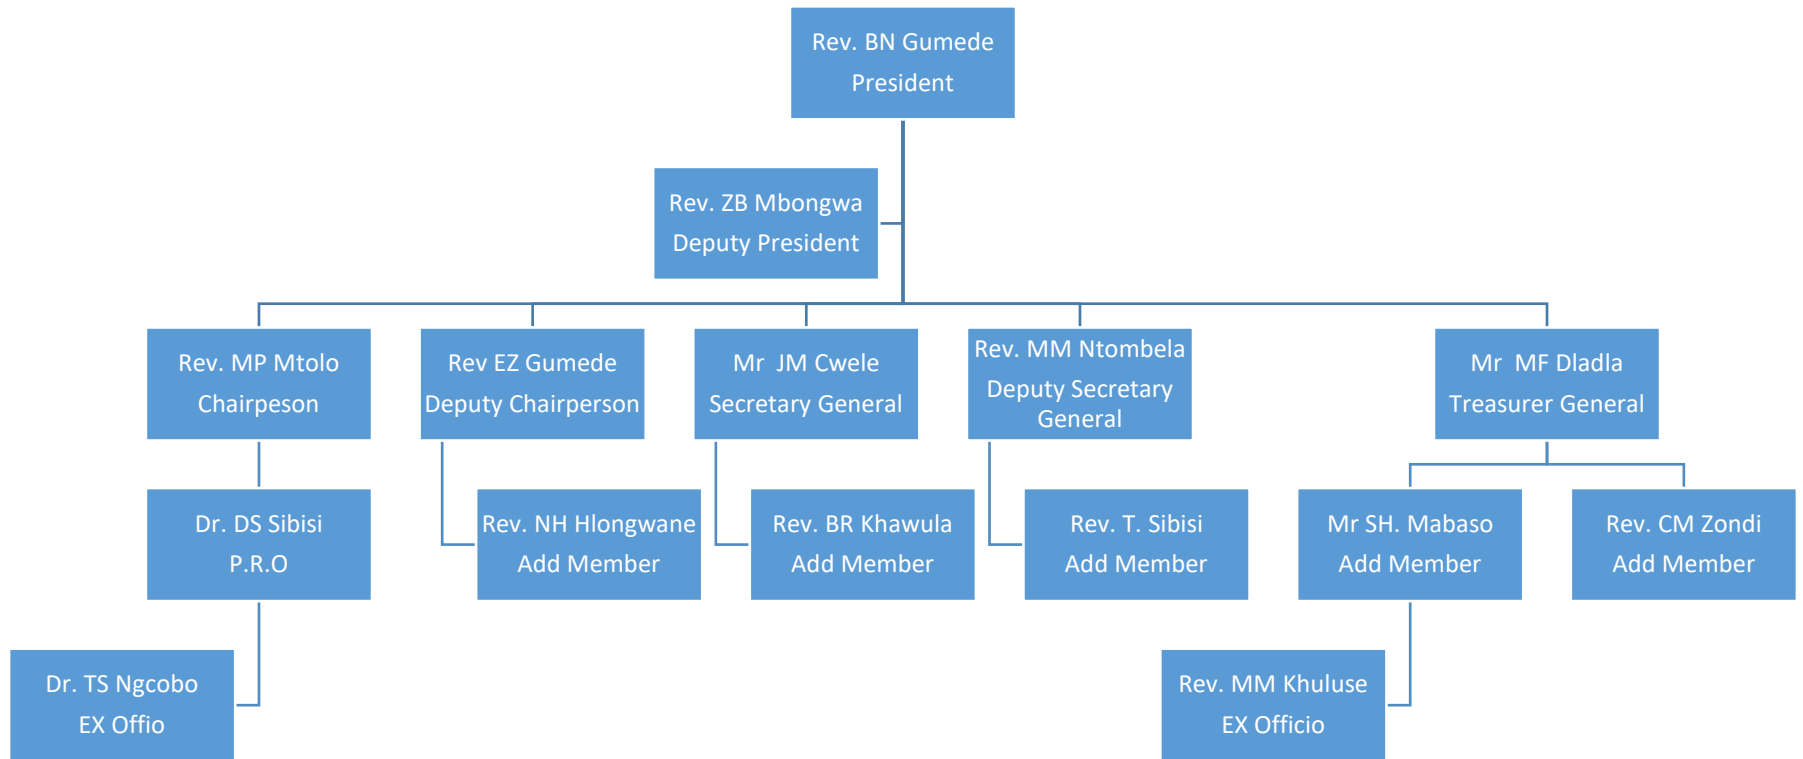 Rev. BN Gumede
President
Rev. ZB Mbongwa
Deputy President
Rev. MP Mtolo
Chairpeson
Rev EZ Gumede
Deputy Chairperson
Mr JM Cwele
Secretary General
Rev. MM Ntombela
Deputy Secretary
General
Mr MF Dladla
Treasurer General
Dr. DS Sibisi
P.R.O
Rev. NH Hlongwane
Add Member
Rev. BR Khawula
Add Member
Rev. T. Sibisi
Add Member
Mr SH. Mabaso
Add Member
Rev. CM Zondi
Add Member
Dr. TS Ngcobo
EX Offio
Rev. MM Khuluse
EX Officio